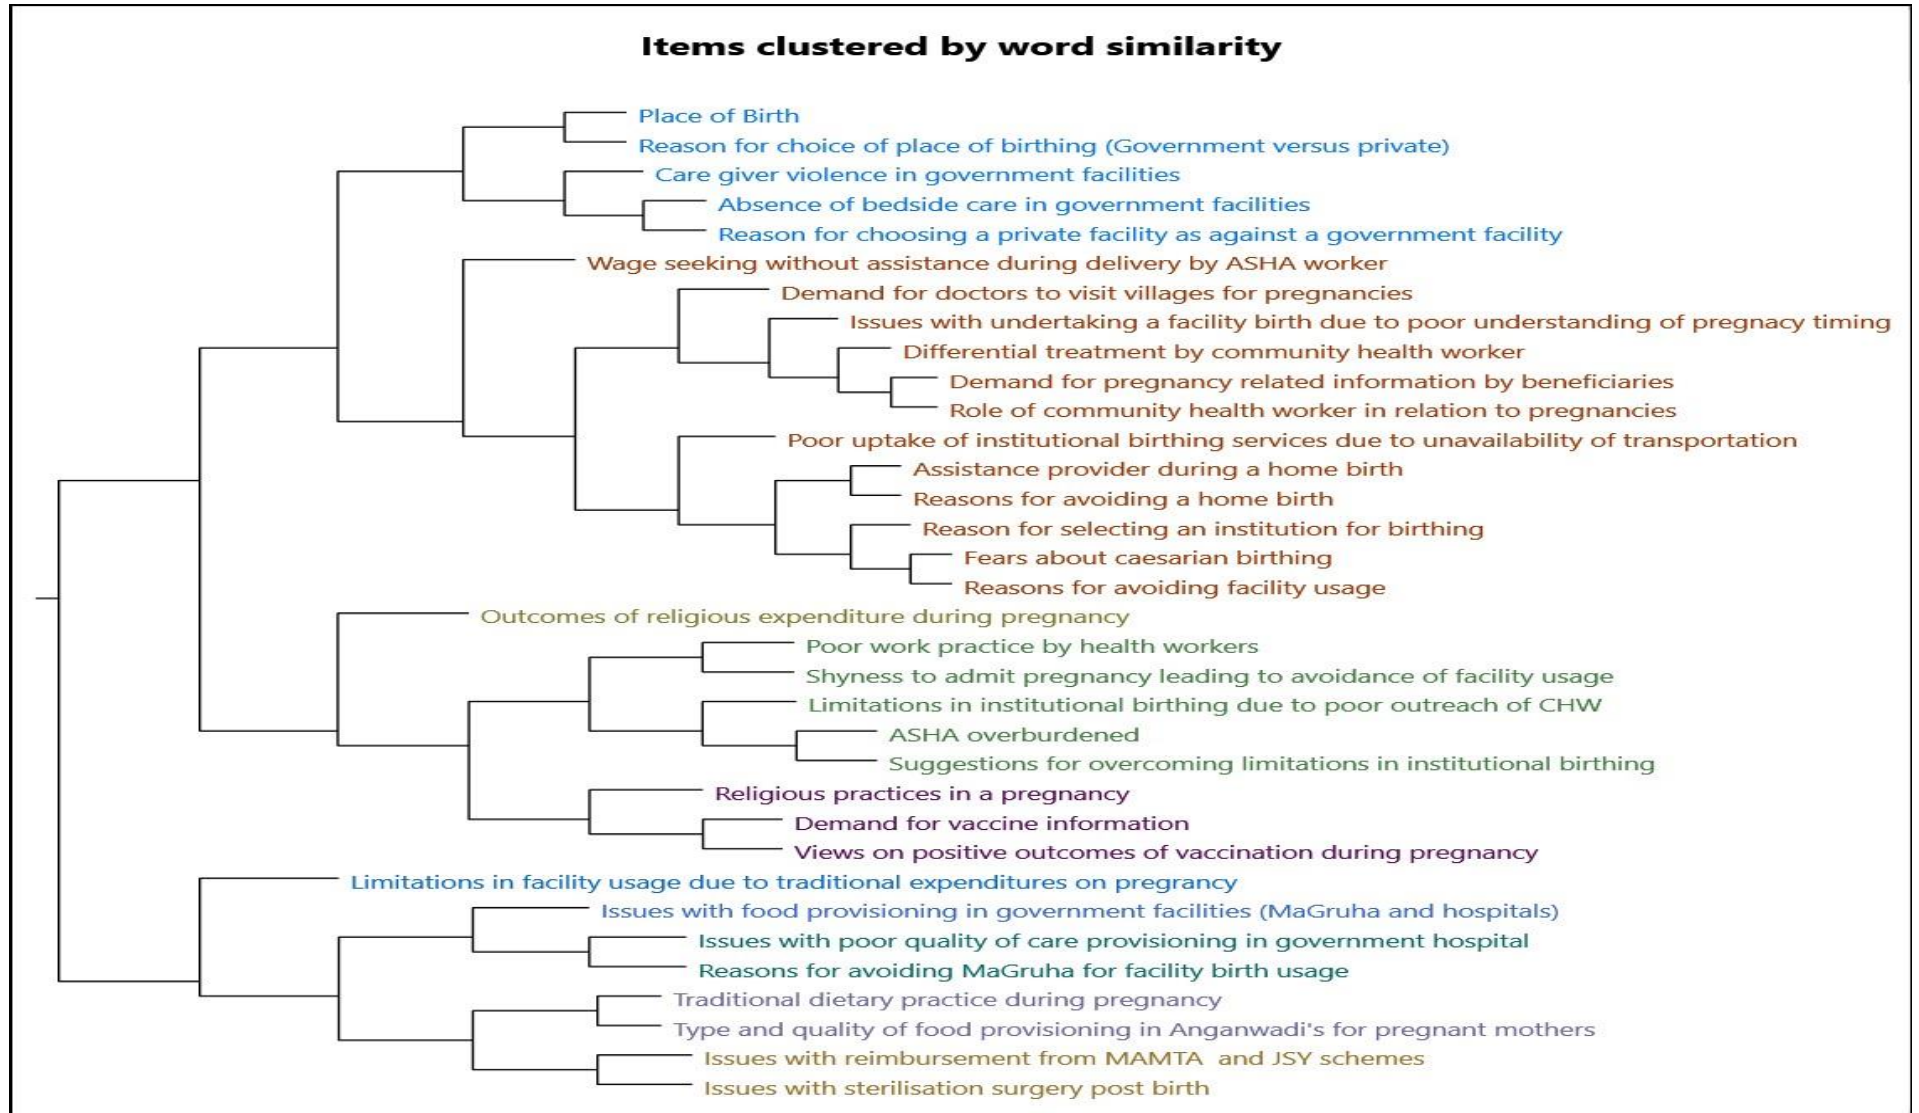 Items clustered by word similarity
Place of Birth
Reason for choice of place of birthing (Government versus private)
Care giver violence in government facilities
Absence of bedside care in government facilities
Reason for choosing a private facility as against a government facility
Wage seeking without assistance during delivery by ASHA worker
Demand for doctors to visit villages for pregnancies
Issues with undertaking a facility birth due to poor understanding of pregnacy timing
Differential treatment by community health worker
Demand for pregnancy related information by beneficiaries
Role of community health worker in relation to pregnancies
Poor uptake of institutional birthing services due to unavailability of transportation
Assistance provider during a home birth
Reasons for avoiding a home birth
Reason for selecting an institution for birthing
Fears about caesarian birthing
Reasons for avoiding facility usage
Outcomes of religious expenditure during pregnancy
Poor work practice by health workers
Shyness to admit pregnancy leading to avoidance of facility usage
Limitations in institutional birthing due to poor outreach of CHW
ASHA overburdened
Suggestions for overcoming limitations in institutional birthing
Religious practices in a pregnancy
Demand for vaccine information
Views on positive outcomes of vaccination during pregnancy
Limitations in facility usage due to traditional expenditures on pregrancy
Issues with food provisioning in government facilities (MaGruha and hospitals)
Issues with poor quality of care provisioning in government hospital
Reasons for avoiding MaGruha for facility birth usage
Traditional dietary practice during pregnancy
Type and quality of food provisioning in Anganwadi's for pregnant mothers
Issues with reimbursement from MAMTA and JSY schemes
Issues with sterilisation surgery post birth